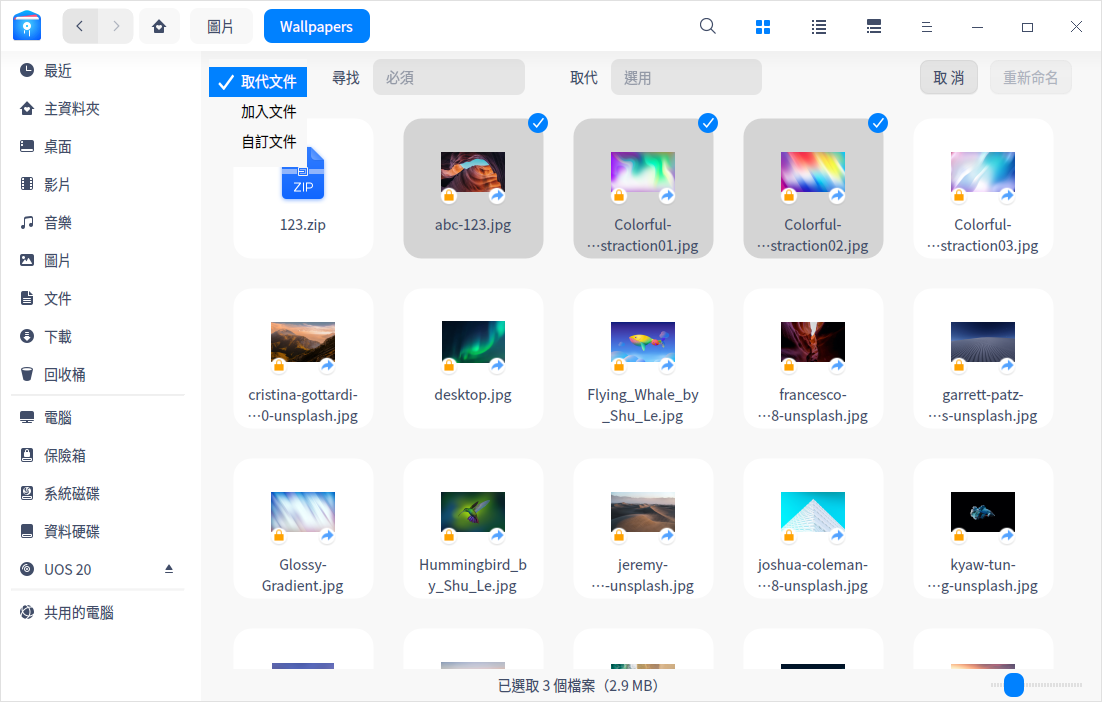 圖片
Wallpapers
最近
主資料夾
桌面
影片
音樂
圖片
文件
下載
回收桶
電腦
保險箱
系統磁碟
資料硬碟
UOS 20
共用的電腦
取代文件
加入文件
自訂文件
尋找
必須
取代
選用
取 消
重新命名
ZIP
123.zip
abc-123.jpg
Colorful-
…straction01.jpg
Colorful-
…straction02.jpg
Colorful-
…straction03.jpg
cristina-gottardi-
…0-unsplash.jpg
desktop.jpg
Flying_Whale_by
_Shu_Le.jpg
francesco-
…8-unsplash.jpg
garrett-patz-
…s-unsplash.jpg
Glossy-
Gradient.jpg
Hummingbird_b
y_Shu_Le.jpg
jeremy-
…-unsplash.jpg
joshua-coleman-
…8-unsplash.jpg
kyaw-tun-
…g-unsplash.jpg
已選取 3 個檔案（2.9 MB）